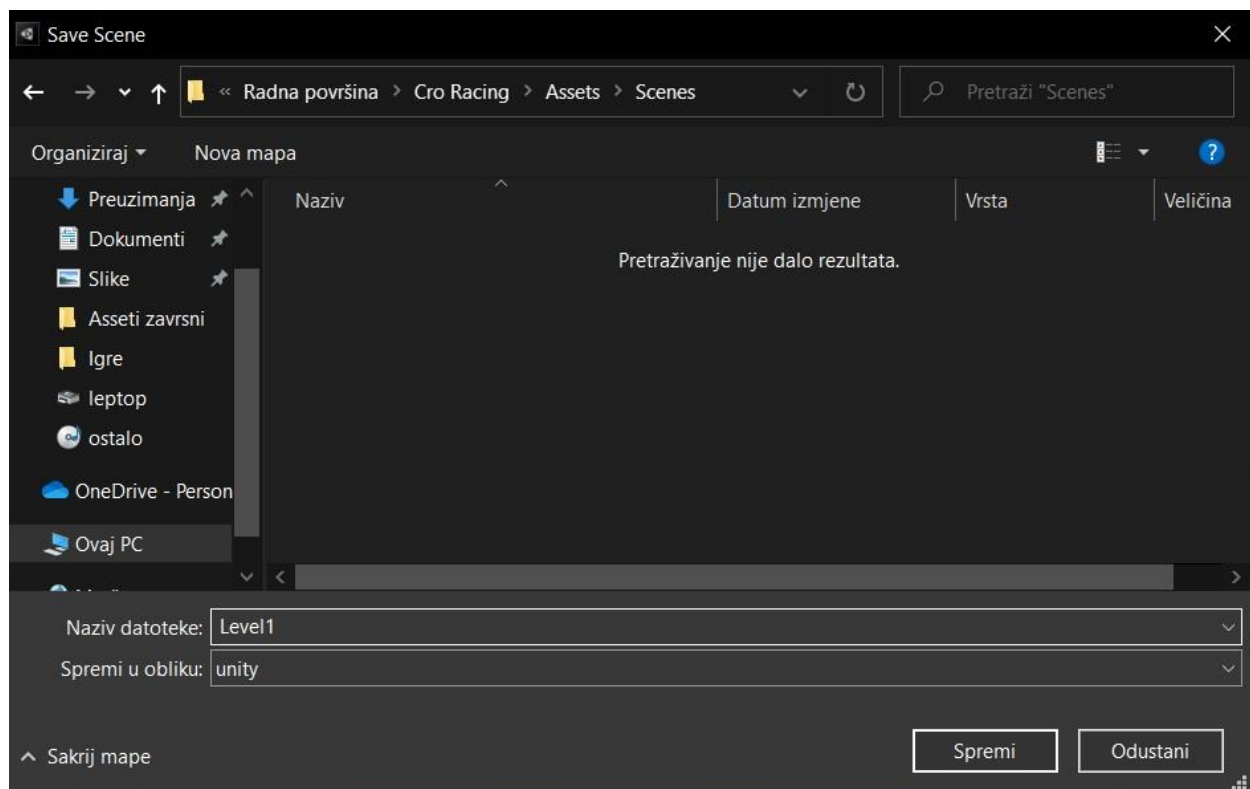 Save Scene
« Radna površina > Cro Racing > Assets > Scenes
Pretraži "Scenes"
Organiziraj
Nova mapa
Naziv
Datum izmjene
Vrsta
Veličina
Pretraživanje nije dalo rezultata.
Preuzimanja
Dokumenti
Slike
Asseti zavrsni
Igre
leptop
ostalo
OneDrive - Person
Ovaj PC
Naziv datoteke: Level1
Spremi u obliku: unity
Sakrij mape
Spremi
Odustani